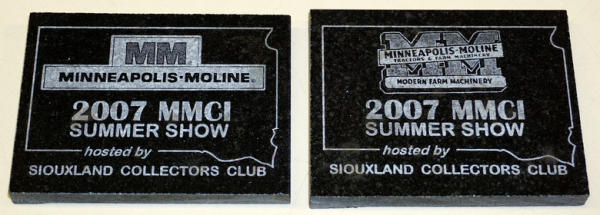 MM
MINNEAPOLIS-MOLINE®
2007 MMCI
SUMMER SHOW
hosted by
SIOUXLAND COLLECTORS CLUB
MM
MINNEAPOLIS-MOLINE
TRACTORS & FARM MACHINERY
MODERN FARM MACHINERY
2007 MMCI
SUMMER SHOW
hosted by
SIOUXLAND COLLECTORS CLUB